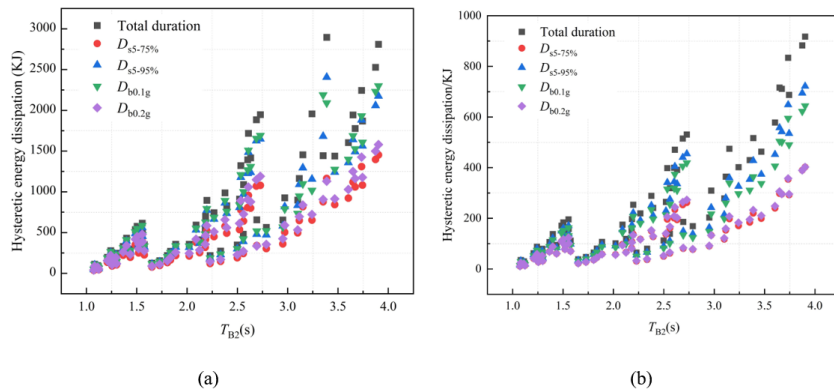 Total duration
Ds5-75%
Ds5-95%
Db0.1g
Db0.2g
Hysteretic energy dissipation (KJ)
3000
2500
2000
1500
1000
500
0
1.0 1.5 2.0 2.5 3.0 3.5 4.0
TB2(s)
(a)
Total duration
Ds5-75%
Ds5-95%
Db0.1g
Db0.2g
Hysteretic energy dissipation/KJ
1000
800
600
400
200
0
1.0 1.5 2.0 2.5 3.0 3.5 4.0
TB2(s)
(b)